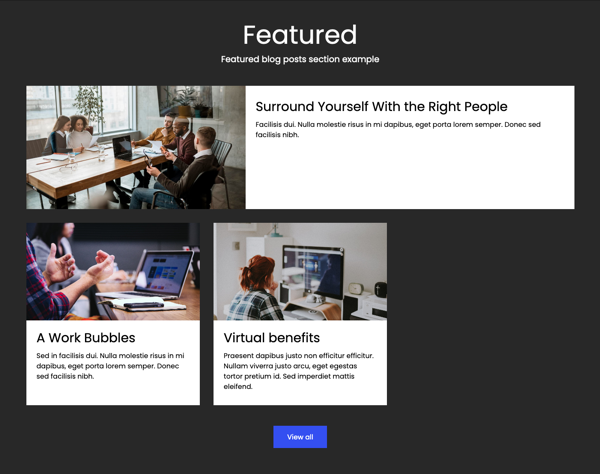 Featured
Featured blog posts section example
Surround Yourself With the Right People
Facilisis dui. Nulla molestie risus in mi dapibus, eget porta lorem semper. Donec sed
facilisis nibh.
A Work Bubbles
Sed in facilisis dui. Nulla molestie risus in mi
dapibus, eget porta lorem semper. Donec
sed facilisis nibh.
Virtual benefits
Praesent dapibus justo non efficitur efficitur.
Nullam viverra justo arcu, eget egestas
tortor pretium id. Sed imperdiet mattis
eleifend.
View all